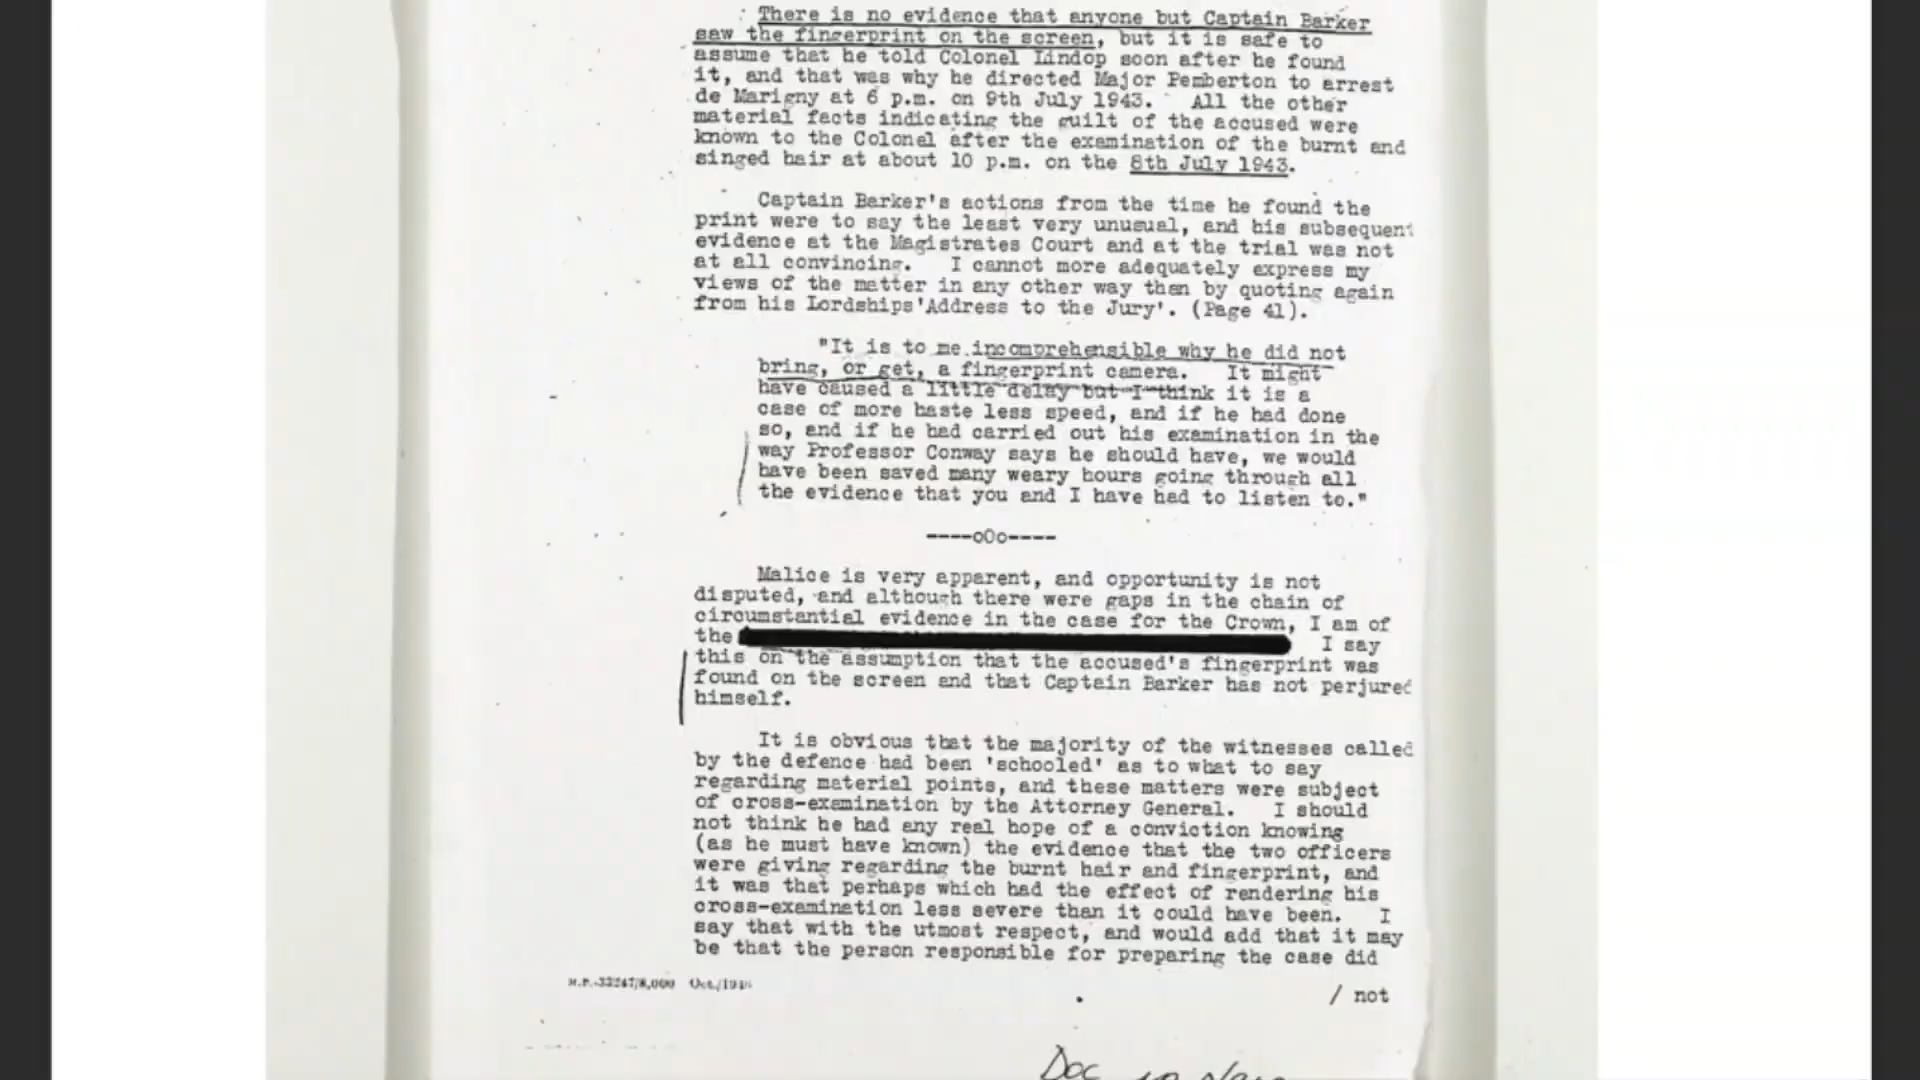 There is no evidence that anyone but Captain Barker
saw the fingerprint on the screen, but it is safe to
assume that he told Colonel Lindop soon after he found
it, and that was why he directed Major Pemberton to arrest
de Marigny at 6 p.m. on 9th July 1943. All the other
material facts indicating the guilt of the accused were
known to the Colonel after the examination of the burnt and
singed hair at about 10 p.m. on the 8th July 1943.
Captain Barker's actions from the time he found the
print were to say the least very unusual, and his subsequent
evidence at the Magistrates Court and at the trial was not
at all convincing. I cannot more adequately express my
views of the matter in any other way than by quoting again
from his Lordships 'Address to the Jury'. (Page 41).
"It is to me incomprehensible why he did not
bring, or get, a fingerprint camera. It might
have caused a little delay but I think it is a
case of more haste less speed, and if he had done
so, and if he had carried out his examination in the
way Professor Conway says he should have, we would
have been saved many weary hours going through all
the evidence that you and I have had to listen to."
----oOo----
Malice is very apparent, and opportunity is not
disputed, and although there were gaps in the chain of
circumstantial evidence in the case for the Crown, I am of
the I say
this on the assumption that the accused's fingerprint was
found on the screen and that Captain Barker has not perjured
himself.
It is obvious that the majority of the witnesses called
by the defence had been 'schooled' as to what to say
regarding material points, and these matters were subject
of cross-examination by the Attorney General. I should
not think he had any real hope of a conviction knowing
(as he must have known) the evidence that the two officers
were giving regarding the burnt hair and fingerprint, and
it was that perhaps which had the effect of rendering his
cross-examination less severe than it could have been. I
say that with the utmost respect, and would add that it may
be that the person responsible for preparing the case did
/ not
Doc